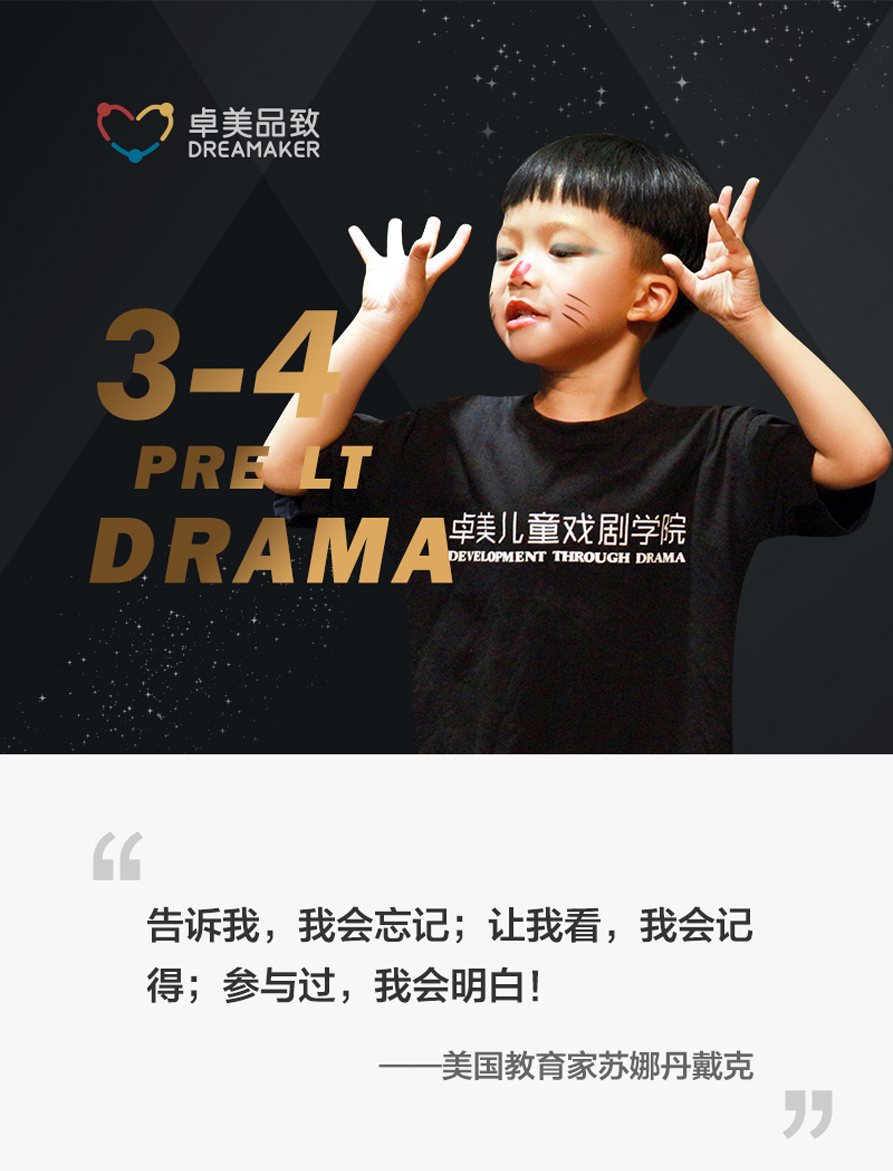 卓美品致
DREAMAKER
3-4
PRE LT
DRAMA
卓美儿童戏剧学院
DEVELOPMENT THROUGH DRAMA
“
告诉我，我会忘记；让我看，我会记
得；参与过，我会明白！
——美国教育家苏娜丹戴克
”